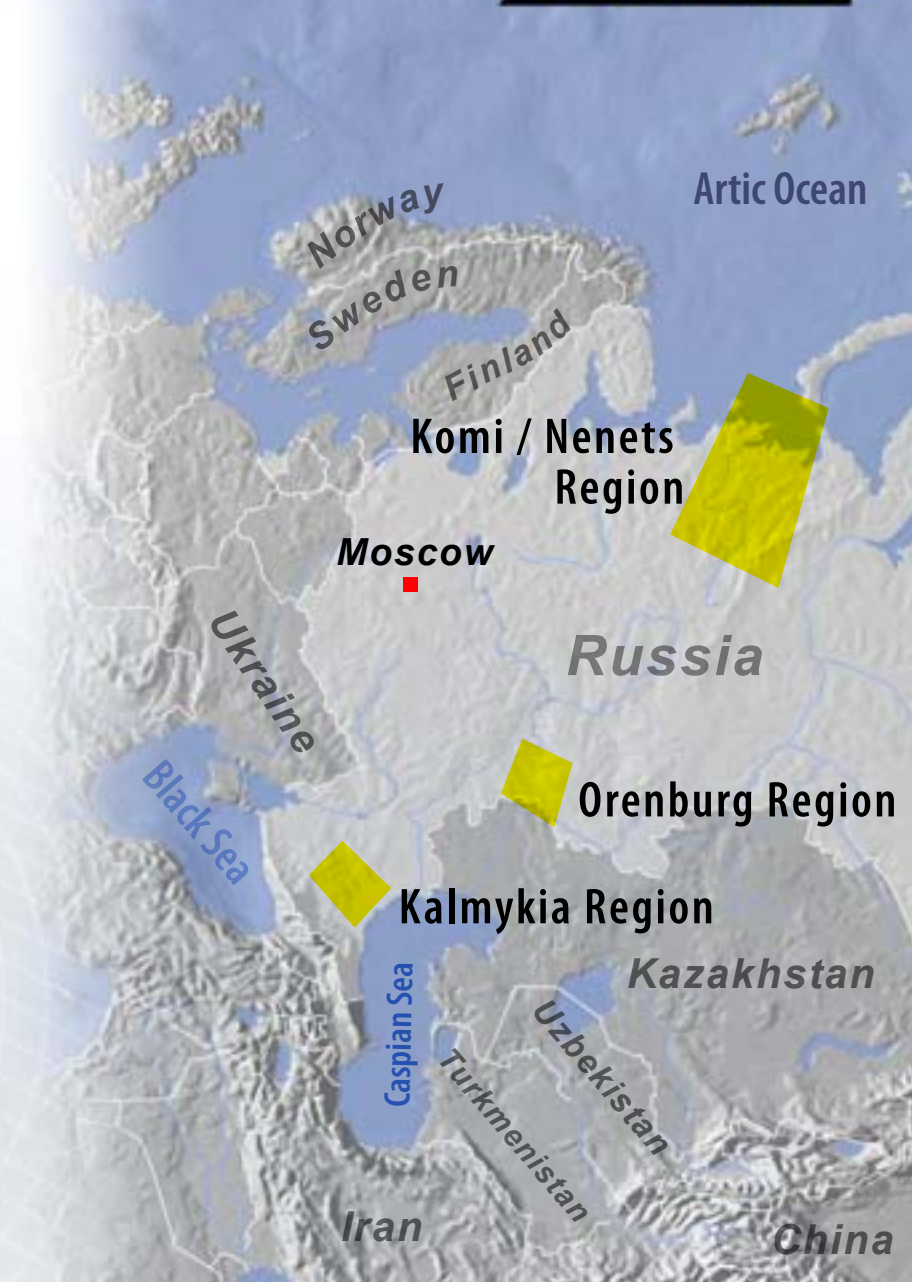 Artic Ocean
Norway
Sweden
Finland
Komi / Nenets
Region
Moscow
Russia
Ukraine
Black Sea
Orenburg Region
Kalmykia Region
Kazakhstan
Caspian Sea
Uzbekistan
Turkmenistan
Iran
China